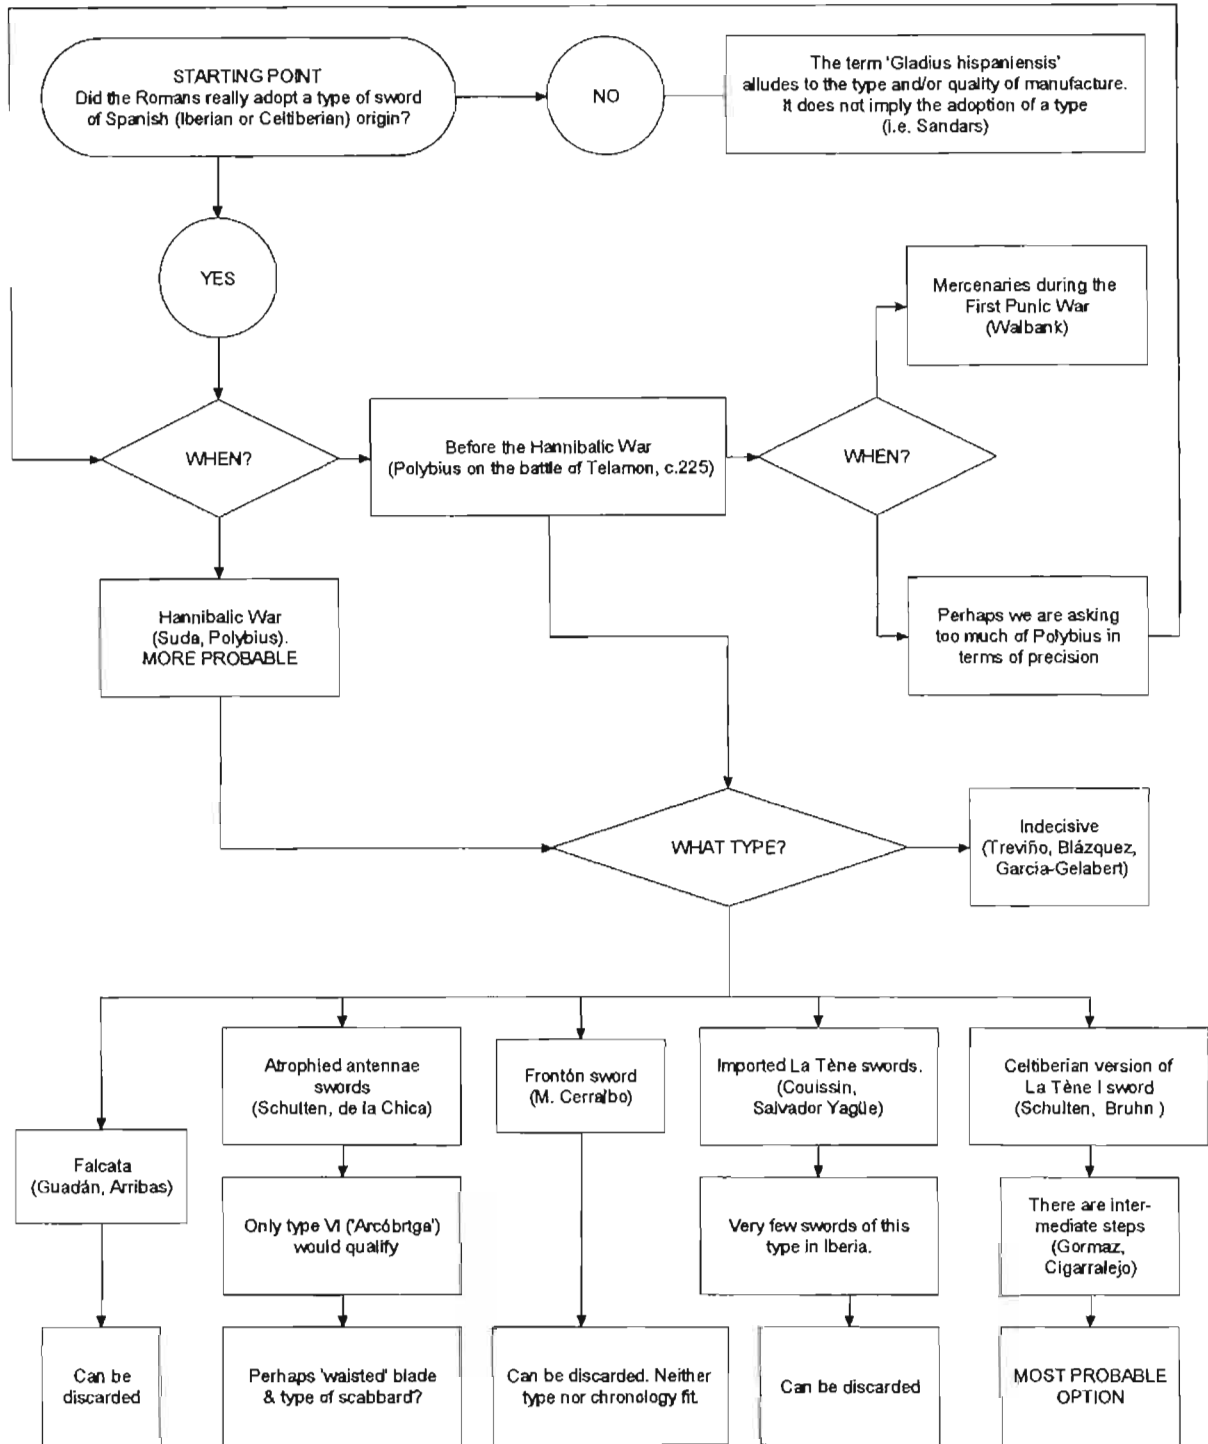 STARTING POINT
Did the Romans really adopt a type of sword
of Spanish (Iberian or Celtiberian) origin?
NO
The term 'Gladius hispaniensis'
alludes to the type and/or quality of manufacture.
It does not imply the adoption of a type
(i.e. Sandars)
YES
Mercenaries during the
First Punic War
(Walbank)
WHEN?
Before the Hannibalic War
(Polybius on the battle of Telamon, c.225)
WHEN?
Hannibalic War
(Suda, Polybius).
MORE PROBABLE
Perhaps we are asking
too much of Polybius in
terms of precision
WHAT TYPE?
Indecisive
(Treviño, Blázquez,
García-Gelabert)
Falcata
(Guadán, Arribas)
Atrophied antennae
swords
(Schulten, de la Chica)
Frontón sword
(M. Cerralbo)
Imported La Tène swords.
(Couissin,
Salvador Yagüe)
Celtiberian version of
La Tène I sword
(Schulten, Bruhn )
Only type VI ('Arcóbriga')
would qualify
Very few swords of this
type in Iberia.
There are inter-
mediate steps
(Gormaz,
Cigarralejo)
Can be
discarded
Perhaps 'waisted' blade
& type of scabbard?
Can be discarded. Neither
type nor chronology fit.
Can be discarded
MOST PROBABLE
OPTION